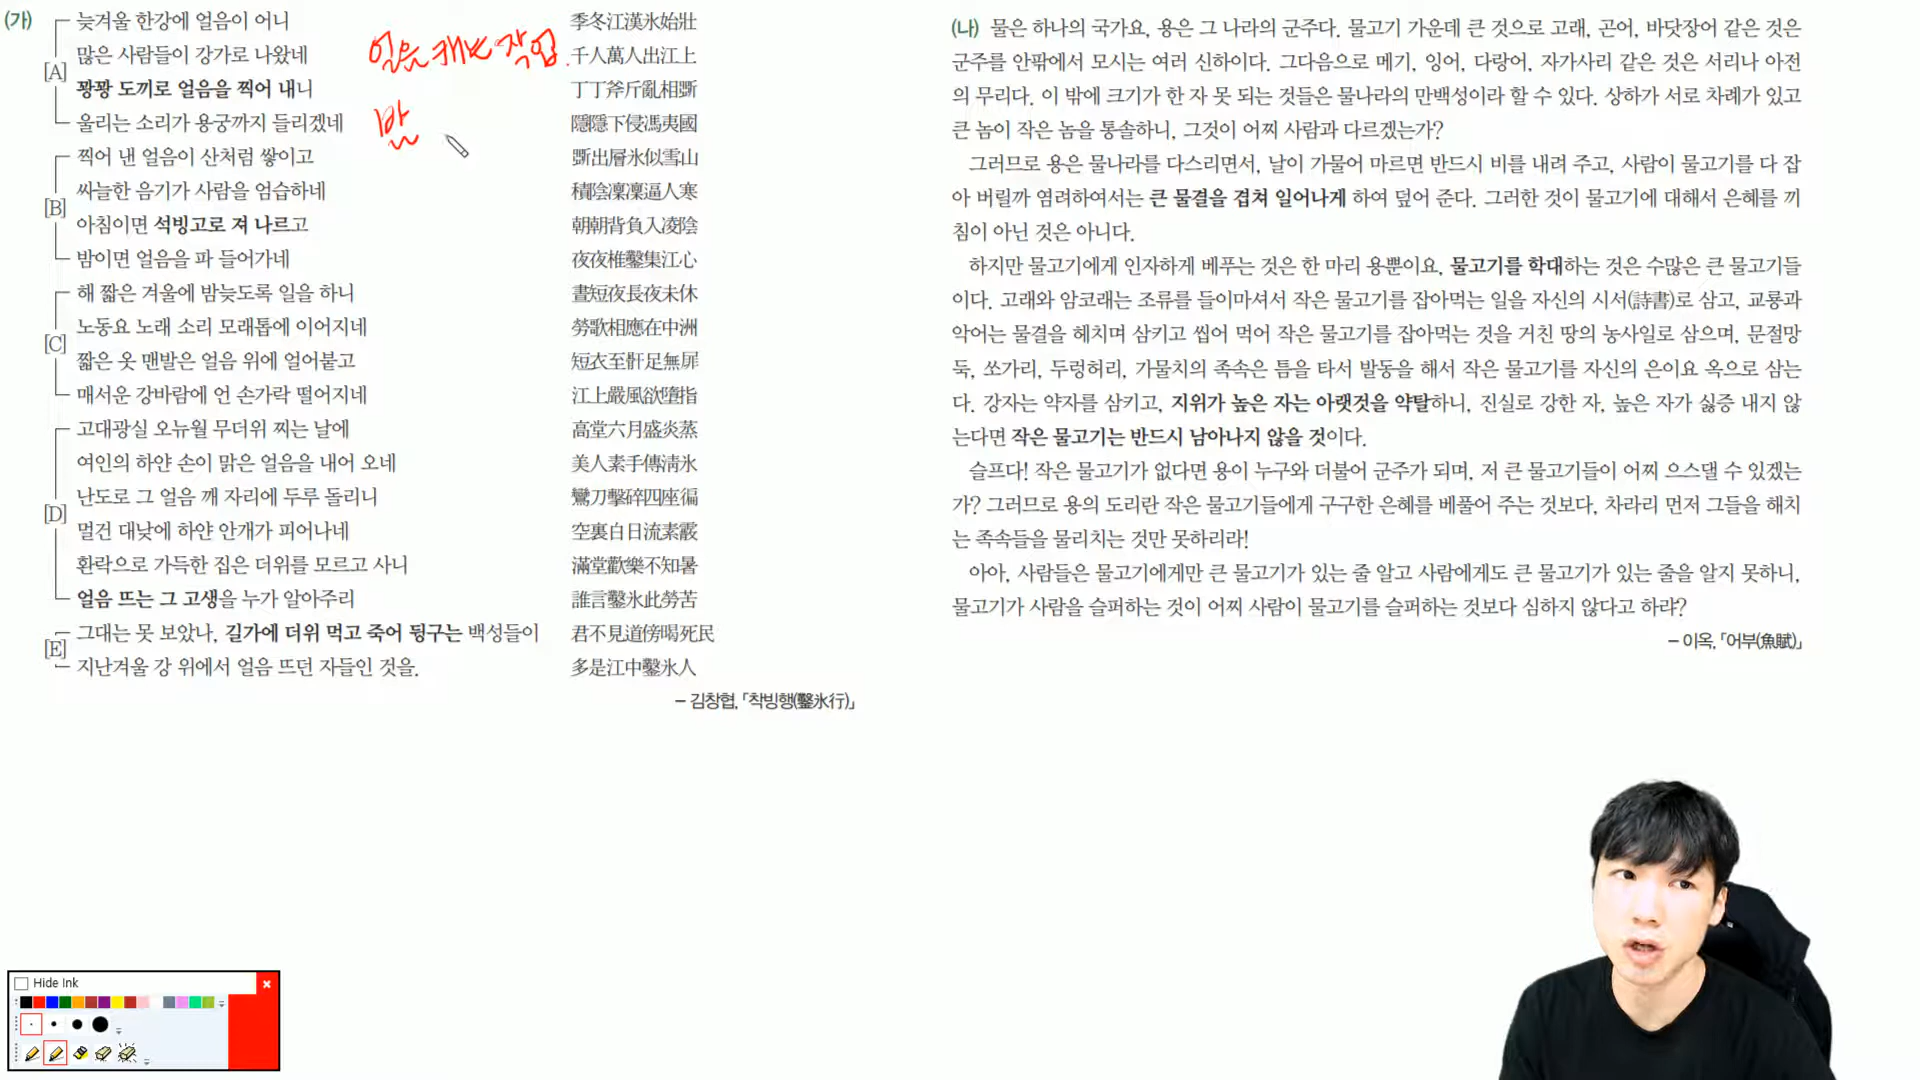 (가)
늦겨울 한강에 얼음이 어니 季冬江漢氷始壯
많은 사람들이 강가로 나왔네 千人萬人出江上
[A]
꽝꽝 도끼로 얼음을 찍어 내니 丁丁斧斤亂相斲
울리는 소리가 용궁까지 들리겠네 隱隱下侵馮夷國
얼음 캐는 작업.
밤
찍어 낸 얼음이 산처럼 쌓이고 斲出層氷似雪山
싸늘한 음기가 사람을 엄습하네 積陰凜凜逼人寒
[B]
아침이면 석빙고로 져 나르고 朝朝背負入凌陰
밤이면 얼음을 파 들어가네 夜夜椎鑿集江心
해 짧은 겨울에 밤늦도록 일을 하니 晝短夜長夜未休
노동요 노래 소리 모래톱에 이어지네 勞歌相應在中洲
[C]
짧은 옷 맨발은 얼음 위에 얼어붙고 短衣至骭足無屝
매서운 강바람에 언 손가락 떨어지네 江上嚴風欲墮指
고대광실 오뉴월 무더위 찌는 날에 高堂六月盛炎蒸
여인의 하얀 손이 맑은 얼음을 내어 오네 美人素手傳淸氷
난도로 그 얼음 깨 자리에 두루 돌리니 鸞刀擊碎四座徧
[D]
멀건 대낮에 하얀 안개가 피어나네 空裏白日流素霰
환락으로 가득한 집은 더위를 모르고 사니 滿堂歡樂不知暑
얼음 뜨는 그 고생을 누가 알아주리 誰言鑿氷此勞苦
그대는 못 보았나, 길가에 더위 먹고 죽어 뒹구는 백성들이 君不見道傍暍死民
[E]
지난겨울 강 위에서 얼음 뜨던 자들인 것을. 多是江中鑿氷人
– 김창협, 「착빙행(鑿氷行)」
(나) 물은 하나의 국가요, 용은 그 나라의 군주다. 물고기 가운데 큰 것으로 고래, 곤어, 바닷장어 같은 것은
군주를 안팎에서 모시는 여러 신하이다. 그다음으로 메기, 잉어, 다랑어, 자가사리 같은 것은 서리나 아전
의 무리다. 이 밖에 크기가 한 자 못 되는 것들은 물나라의 만백성이라 할 수 있다. 상하가 서로 차례가 있고
큰 놈이 작은 놈을 통솔하니, 그것이 어찌 사람과 다르겠는가?
그러므로 용은 물나라를 다스리면서, 날이 가물어 마르면 반드시 비를 내려 주고, 사람이 물고기를 다 잡
아 버릴까 염려하여서는 큰 물결을 겹쳐 일어나게 하여 덮어 준다. 그러한 것이 물고기에 대해서 은혜를 끼
침이 아닌 것은 아니다.
하지만 물고기에게 인자하게 베푸는 것은 한 마리 용뿐이요, 물고기를 학대하는 것은 수많은 큰 물고기들
이다. 고래와 암코래는 조류를 들이마셔서 작은 물고기를 잡아먹는 일을 자신의 시서(詩書)로 삼고, 교룡과
악어는 물결을 헤치며 삼키고 씹어 먹어 작은 물고기를 잡아먹는 것을 거친 땅의 농사일로 삼으며, 문절망
둑, 쏘가리, 두렁허리, 가물치의 족속은 틈을 타서 발동을 해서 작은 물고기를 자신의 은이요 옥으로 삼는
다. 강자는 약자를 삼키고, 지위가 높은 자는 아랫것을 약탈하니, 진실로 강한 자, 높은 자가 싫증 내지 않
는다면 작은 물고기는 반드시 남아나지 않을 것이다.
슬프다! 작은 물고기가 없다면 용이 누구와 더불어 군주가 되며, 저 큰 물고기들이 어찌 으스댈 수 있겠는
가? 그러므로 용의 도리란 작은 물고기들에게 구구한 은혜를 베풀어 주는 것보다, 차라리 먼저 그들을 해치
는 족속들을 물리치는 것만 못하리라!
아아, 사람들은 물고기에게만 큰 물고기가 있는 줄 알고 사람에게도 큰 물고기가 있는 줄을 알지 못하니,
물고기가 사람을 슬퍼하는 것이 어찌 사람이 물고기를 슬퍼하는 것보다 심하지 않다고 하랴?
– 이옥, 「어부(魚賦)」
Hide Ink